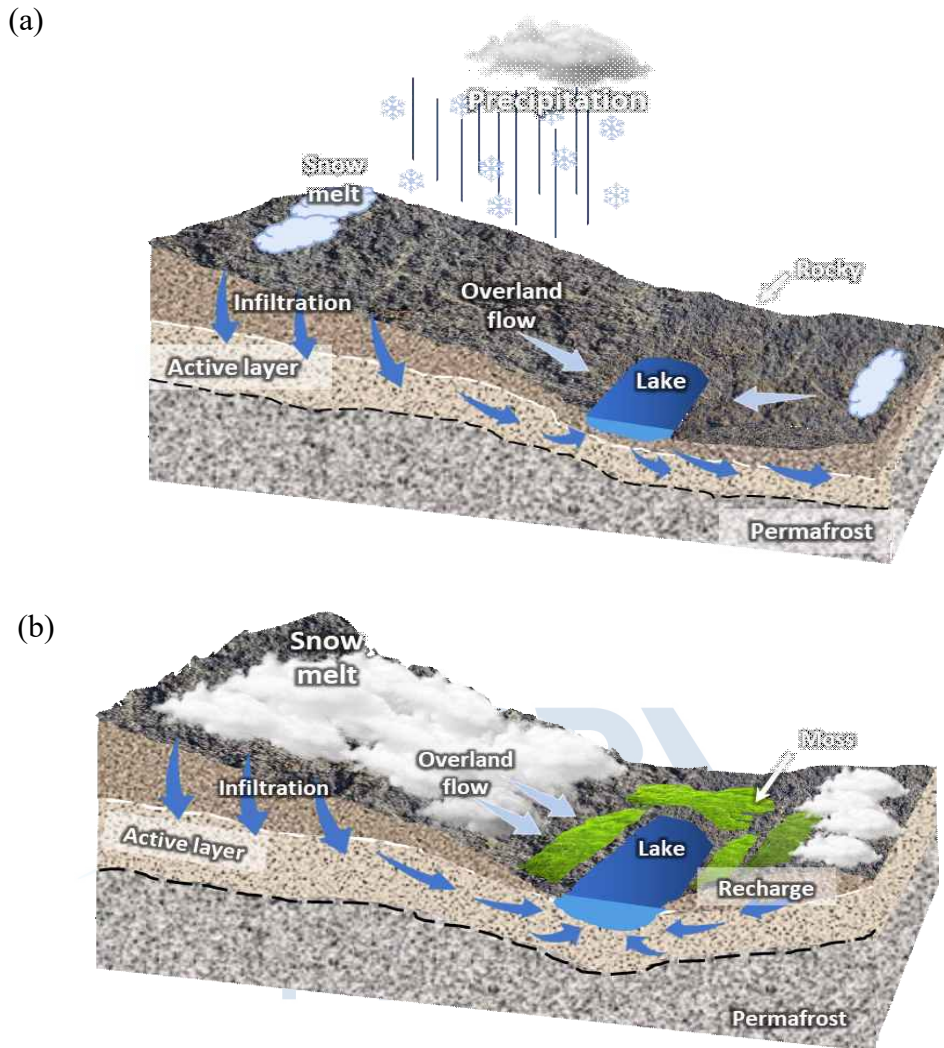 (a)
Precipitation
Snow
melt
Rocky
Infiltration
Overland
flow
Active layer
Lake
Permafrost
(b)
Snow
melt
Moss
Overland
flow
Infiltration
Active layer
Lake
Recharge
Permafrost